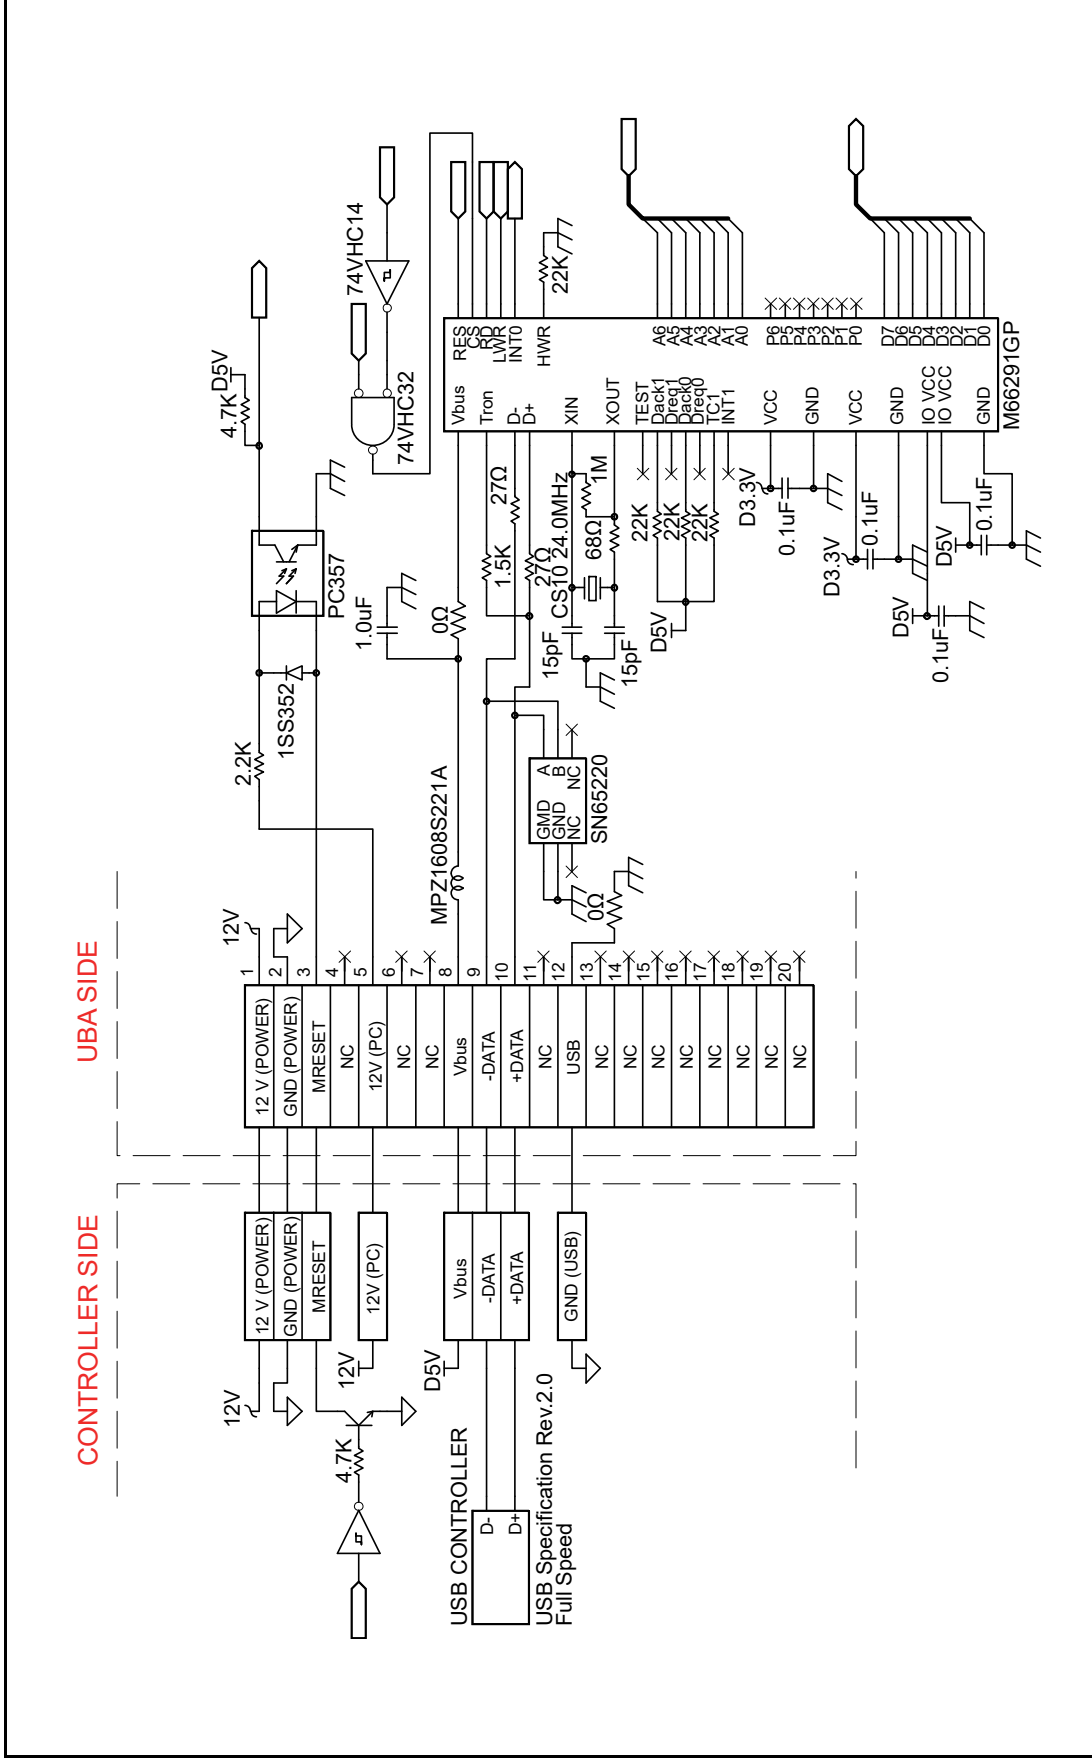 CONTROLLER SIDE
UBA SIDE
12V
12 V (POWER)
GND (POWER)
MRESET
4.7K
12V
12V (PC)
USB CONTROLLER
D-
D+
USB Specification Rev.2.0
Full Speed
D5V
Vbus
-DATA
+DATA
GND (USB)
12 V (POWER)
1
12V
GND (POWER)
2
MRESET
3
NC
4
12V (PC)
5
NC
6
NC
7
Vbus
8
-DATA
9
+DATA
10
NC
11
USB
12
NC
13
NC
14
NC
15
NC
16
NC
17
NC
18
NC
19
NC
20
2.2K
1SS352
PC357
4.7K
D5V
74VHC14
74VHC32
MPZ1608S221A
1.0uF
0Ω
1.5K
27Ω
27Ω
GMD
GND
NC
A
B
NC
SN65220
0Ω
CS10 24.0MHz
15pF
15pF
68Ω
1M
D5V
22K
22K
22K
D3.3V
0.1uF
D3.3V
0.1uF
D5V
0.1uF
D5V
0.1uF
Vbus
Tron
D-
D+
XIN
XOUT
TEST
Dack1
Dreq1
Dack0
Dreq0
TC1
INT1
VCC
GND
VCC
GND
IO VCC
IO VCC
GND
RES
CS
RD
LWR
INT0
HWR
22K
A6
A5
A4
A3
A2
A1
A0
P6
P5
P4
P3
P2
P1
P0
D7
D6
D5
D4
D3
D2
D1
D0
M66291GP